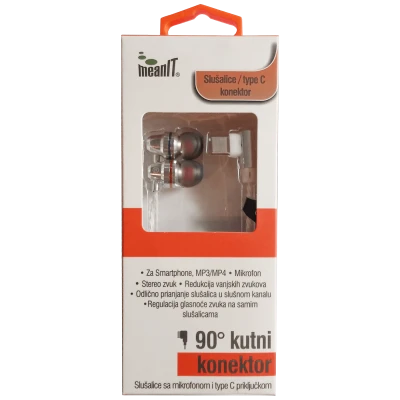 meanIT®
Slušalice / type C
konektor
• Za Smartphone, MP3/MP4 • Mikrofon
• Stereo zvuk • Redukcija vanjskih zvukova
• Odlično prianjanje slušalica u slušnom kanalu
•Regulacija glasnoće zvuka na samim
slušalicama
90° kutni
konektor
Slušalice sa mikrofonom i type C priključkom